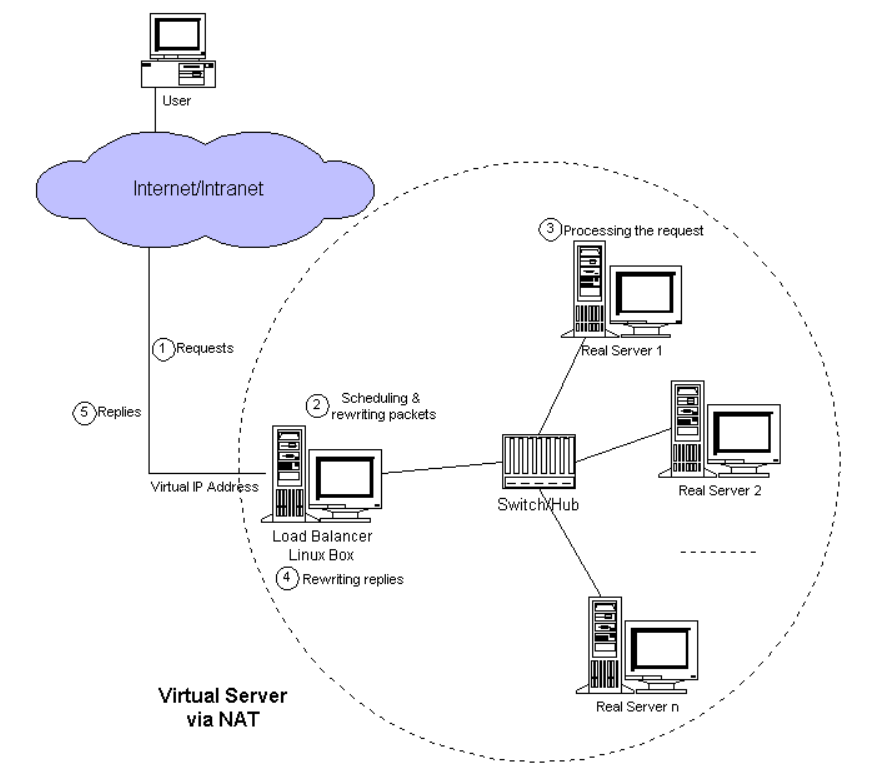 User
Internet/Intranet
3 Processing the request
Real Server 1
1 Requests
2 Scheduling &
rewriting packets
5 Replies
Virtual IP Address
Switch/Hub
Real Server 2
Load Balancer
Linux Box
4 Rewriting replies
Real Server n
Virtual Server
via NAT